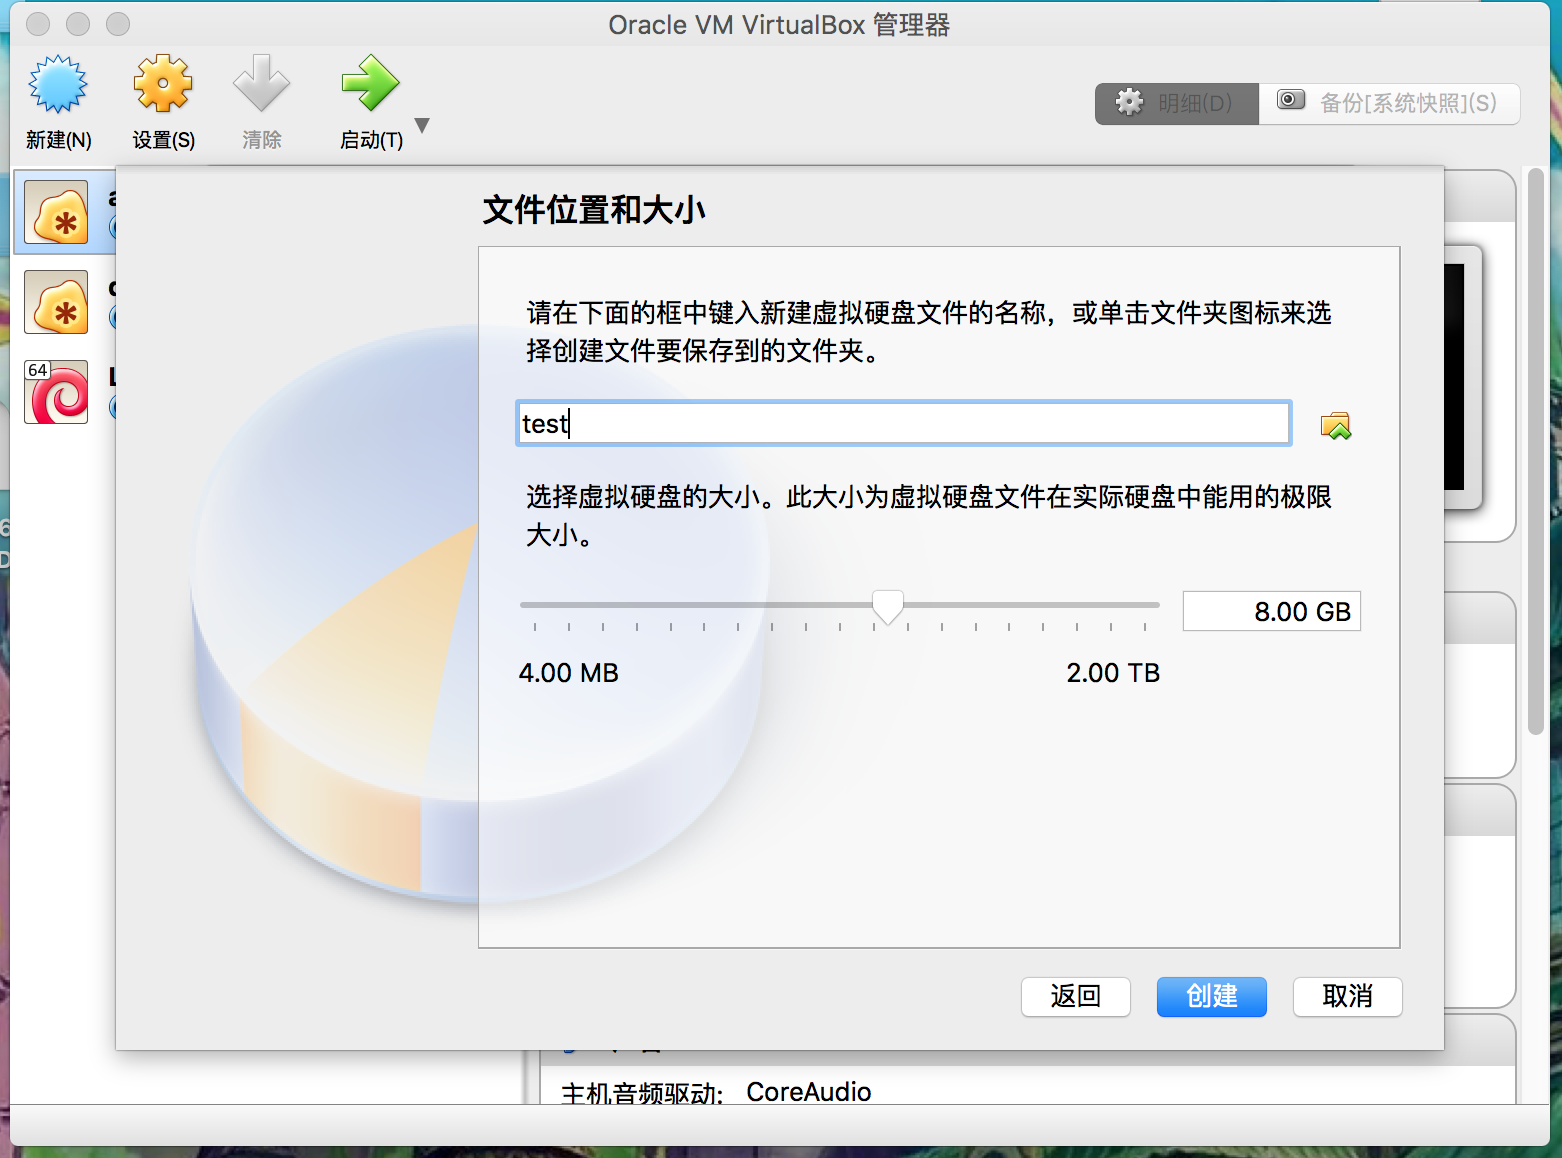 Oracle VM VirtualBox 管理器
新建(N)
设置(S)
清除
启动(T)
明细(D)
备份[系统快照](S)
64
文件位置和大小
请在下面的框中键入新建虚拟硬盘文件的名称，或单击文件夹图标来选
择创建文件要保存到的文件夹。
test
选择虚拟硬盘的大小。此大小为虚拟硬盘文件在实际硬盘中能用的极限
大小。
8.00 GB
4.00 MB
2.00 TB
返回
创建
取消
主机音频驱动: CoreAudio